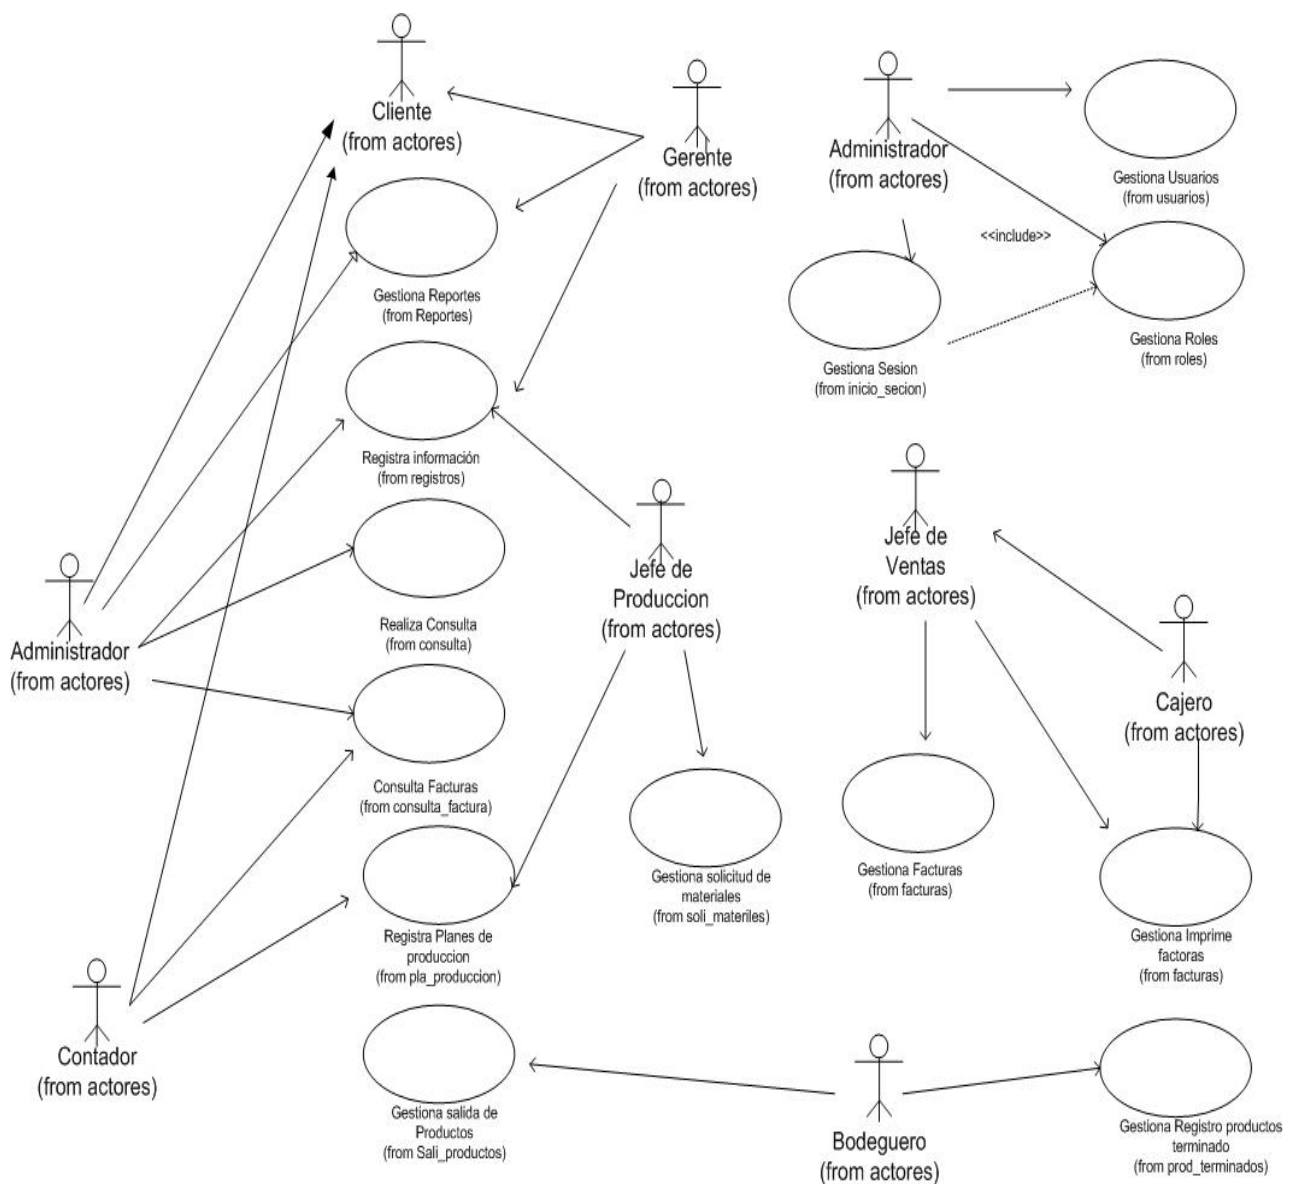 Cliente
(from actores)
Gerente
(from actores)
Administrador
(from actores)
Gestiona Usuarios
(from usuarios)
<<include>>
Gestiona Reportes
(from Reportes)
Gestiona Sesion
(from inicio_secion)
Gestiona Roles
(from roles)
Registra información
(from registros)
Jefe de
Produccion
(from actores)
Jefe de
Ventas
(from actores)
Realiza Consulta
(from consulta)
Administrador
(from actores)
Cajero
(from actores)
Consulta Facturas
(from consulta_factura)
Gestiona solicitud de
materiales
(from soli_materiles)
Gestiona Facturas
(from facturas)
Registra Planes de
produccion
(from pla_produccion)
Gestiona Imprime
factoras
(from facturas)
Contador
(from actores)
Gestiona salida de
Productos
(from Sali_productos)
Bodeguero
(from actores)
Gestiona Registro productos
terminado
(from prod_terminados)